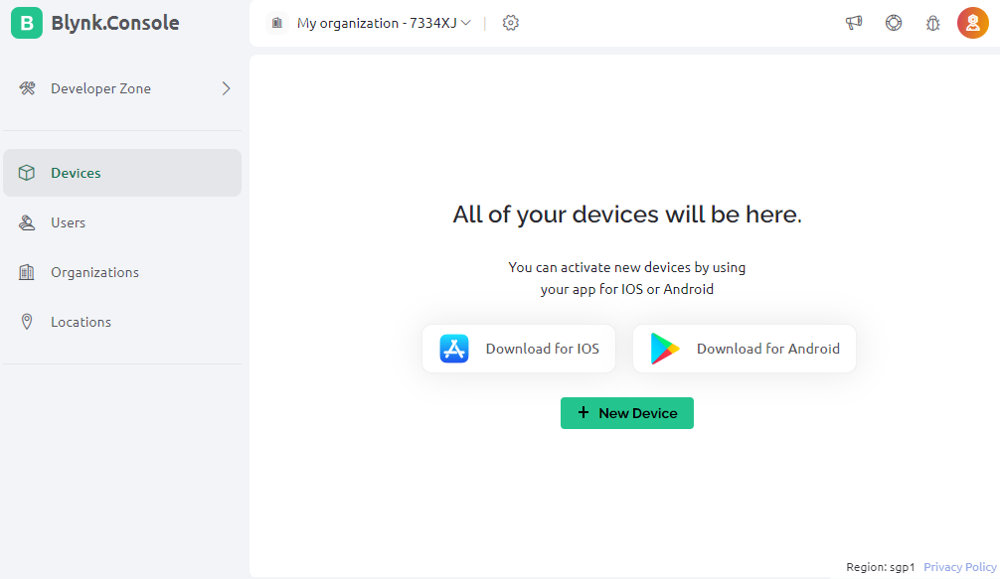 B Blynk.Console
My organization - 7334XJ
Developer Zone
Devices
Users
Organizations
Locations
All of your devices will be here.
You can activate new devices by using
your app for IOS or Android
Download for IOS
Download for Android
+ New Device
Region: sgp1 Privacy Policy